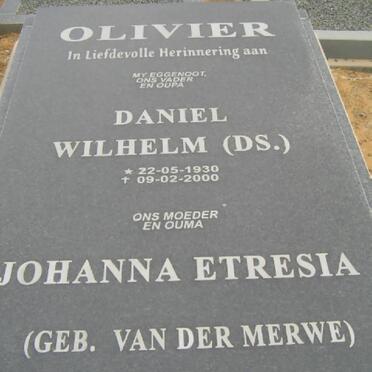 OLIVIER
In Liefdevolle Herinnering aan
MY EGGENOOT,
ONS VADER
EN OUPA
DANIEL
WILHELM (DS.)
★ 22-05-1930
✝ 09-02-2000
ONS MOEDER
EN OUMA
JOHANNA ETRESIA
(GEB. VAN DER MERWE)